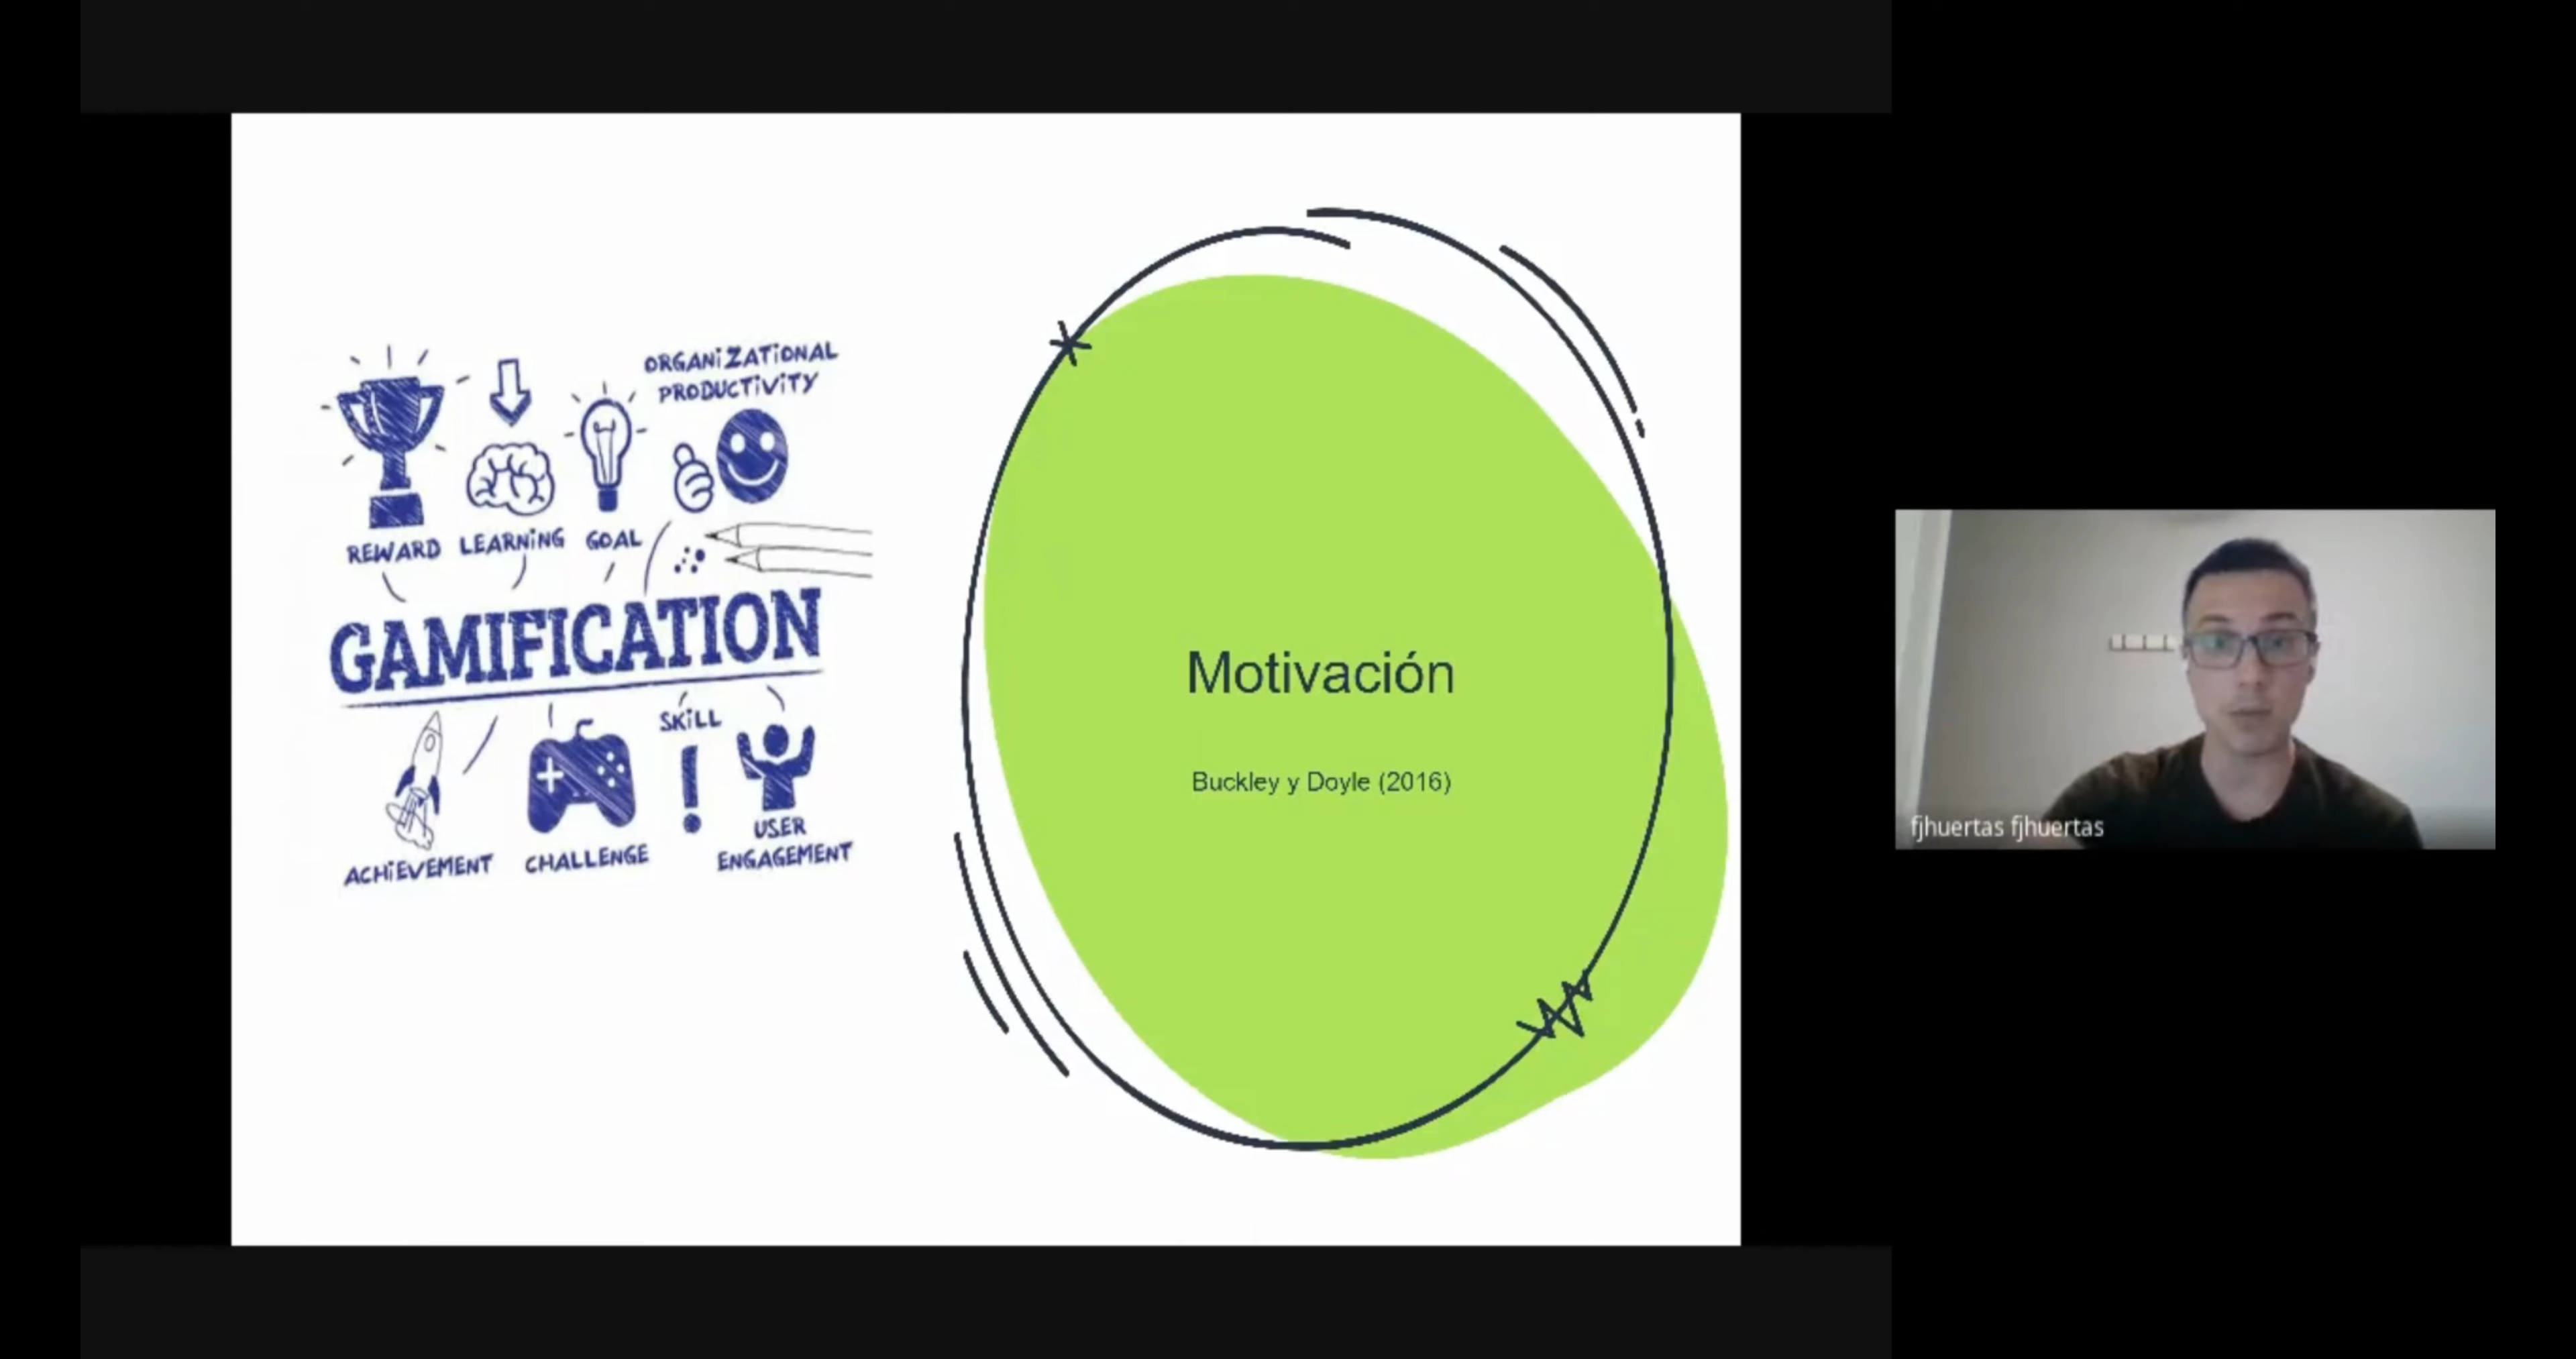 ORGANiZATiONAL
PRODUCTiViTY
REWARD
LEARNiNG
GOAL
GAMIFICATION
SKiLL
USER
ENGAGEMENT
ACHiEVEMENT
CHALLENGE
Motivación
Buckley y Doyle (2016)
fjhuertas fjhuertas